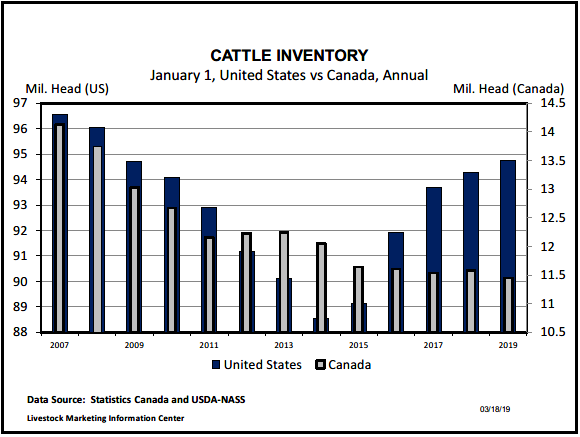 CATTLE INVENTORY
January 1, United States vs Canada, Annual
Mil. Head (US) Mil. Head (Canada)
97 14.5
96 14
95 13.5
94 13
93 12.5
92 12
91 11.5
90 11
89 10.5
88
2007 2009 2011 2013 2015 2017 2019
United States Canada
Data Source: Statistics Canada and USDA-NASS
Livestock Marketing Information Center
03/18/19